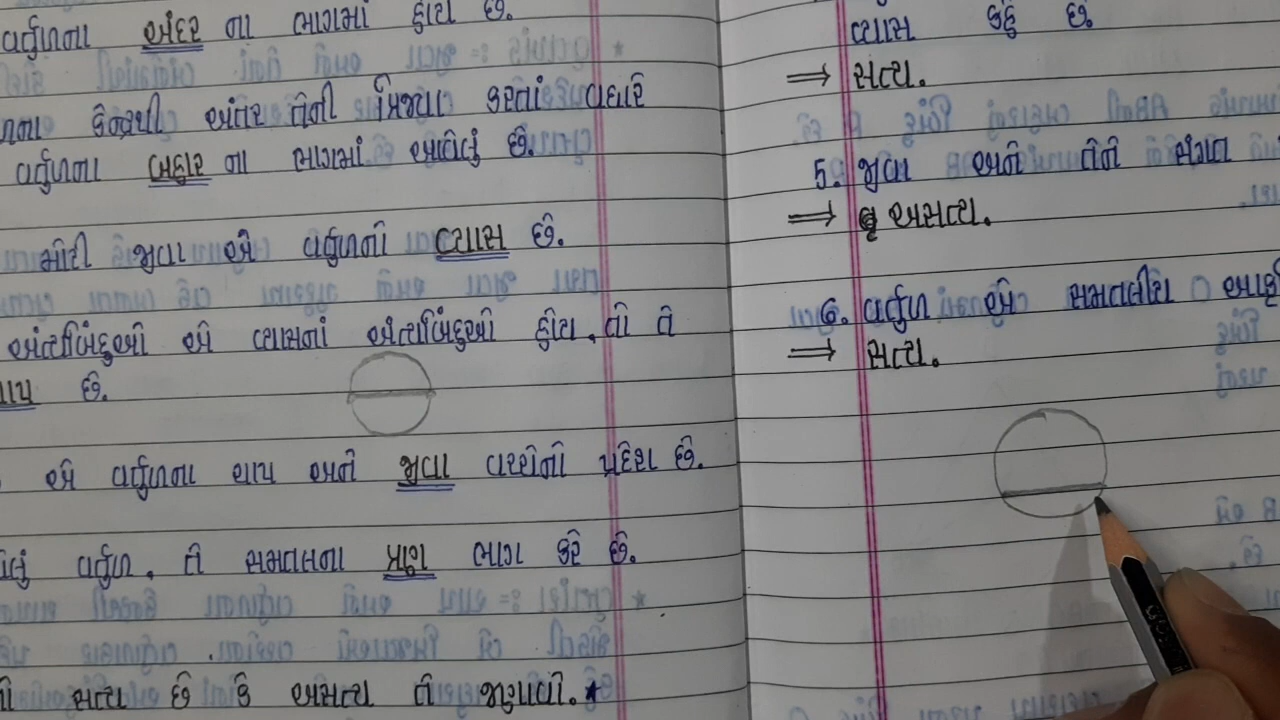 વર્તુળના અંદર ના ભાગમાં હોય છે.
ળના કેન્દ્રથી અંતર તેની ત્રિજ્યા કરતાં વધારે
વર્તુળના બહાર ના ભાગમાં આવેલું છે.
મોટી જીવા એ વર્તુળનો વ્યાસ છે.
અંત્યબિંદુઓ એ વ્યાસનાં અંત્યબિંદુઓ હોય, તો તે
છે.
એ વર્તુળના ચાપ અને જીવા વચ્ચેનો પ્રદેશ છે.
વર્તુળ, તે સમતલના ત્રણ ભાગ કરે છે.
સત્ય છે કે અસત્ય તે જણાવો.
વ્યાસ કહે છે.
⇒ સત્ય.
5. જીવા અને તેને સંગત
⇒ અસત્ય.
6. વર્તુળ એ સમતલીય
⇒ સત્ય.